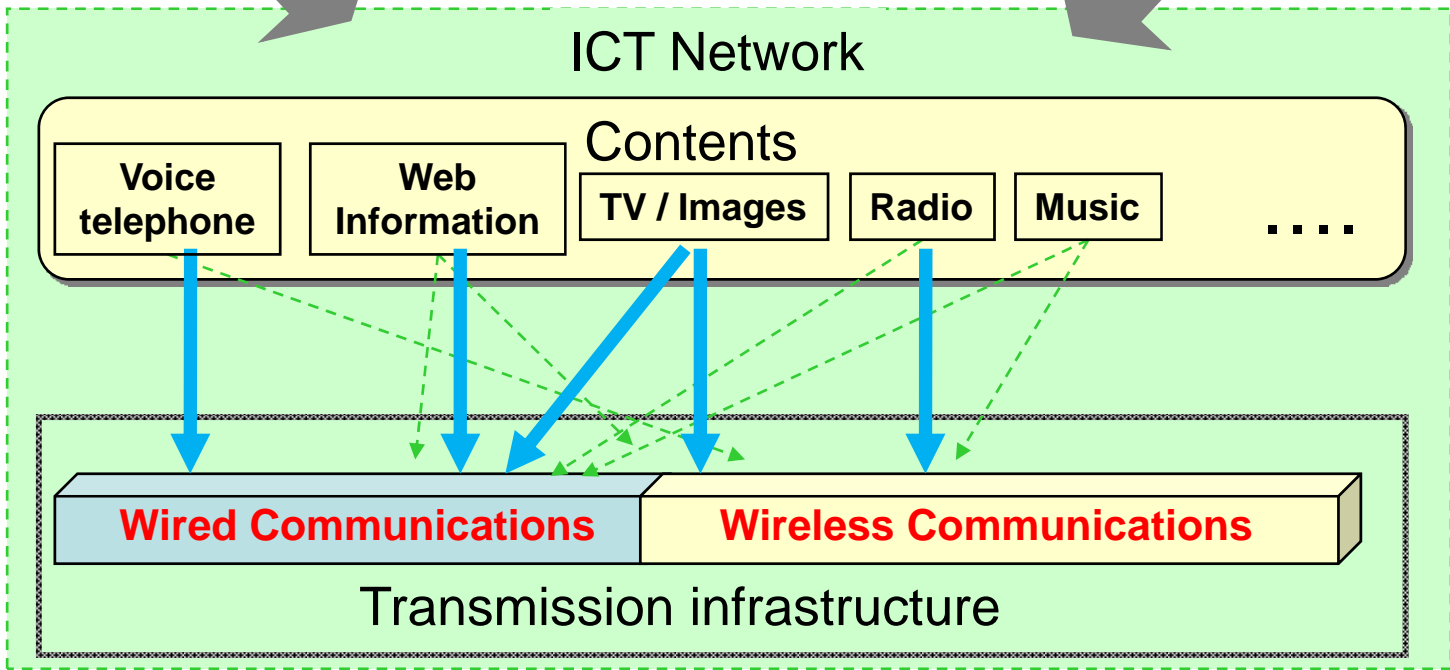 ICT Network
Contents
Voice
telephone
Web
Information
TV / Images
Radio
Music
....
Wired Communications
Wireless Communications
Transmission infrastructure